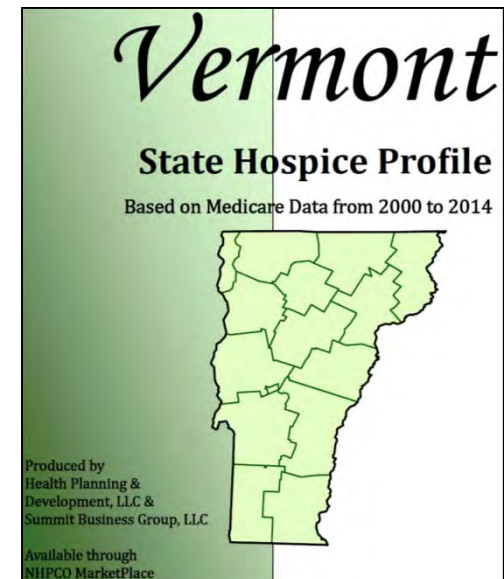 Vermont
State Hospice Profile
Based on Medicare Data from 2000 to 2014
Produced by
Health Planning &
Development, LLC &
Summit Business Group, LLC
Available through
NHPCO MarketPlace